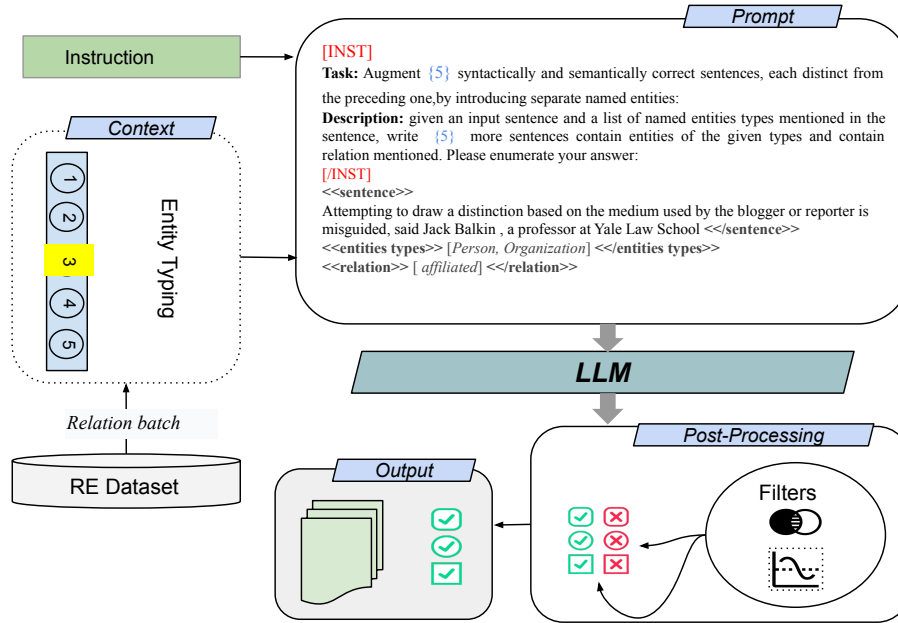 Prompt
Instruction
[INST]
Task: Augment {5} syntactically and semantically correct sentences, each distinct from
the preceding one,by introducing separate named entities:
Description: given an input sentence and a list of named entities types mentioned in the
sentence, write {5} more sentences contain entities of the given types and contain
relation mentioned. Please enumerate your answer:
[/INST]
<<sentence>>
Attempting to draw a distinction based on the medium used by the blogger or reporter is
misguided, said Jack Balkin , a professor at Yale Law School <</sentence>>
<<entities types>> [Person, Organization] <</entities types>>
<<relation>> [ affiliated] <</relation>>
Context
1
2
3
4
5
Entity Typing
Relation batch
RE Dataset
LLM
Post-Processing
Filters
Output